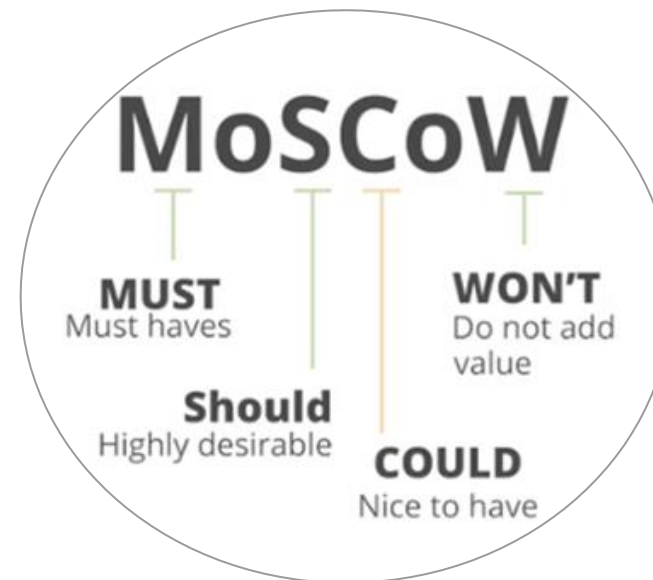 MoSCoW
MUST
Must haves
Should
Highly desirable
COULD
Nice to have
WON'T
Do not add
value